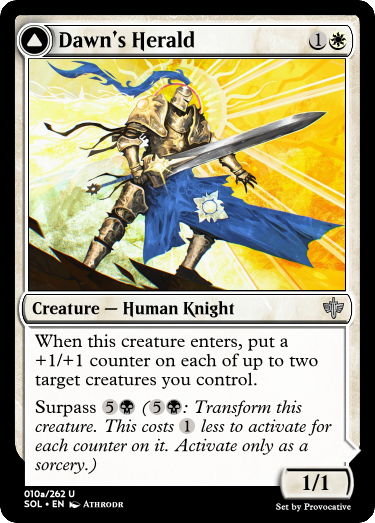 Dawn's Herald 1
Creature — Human Knight
When this creature enters, put a
+1/+1 counter on each of up to two
target creatures you control.
Surpass 5 (5: Transform this
creature. This costs 1 less to activate for
each counter on it. Activate only as a
sorcery.)
1/1
010a/262 U
SOL • EN Athrodr
Set by Provocative